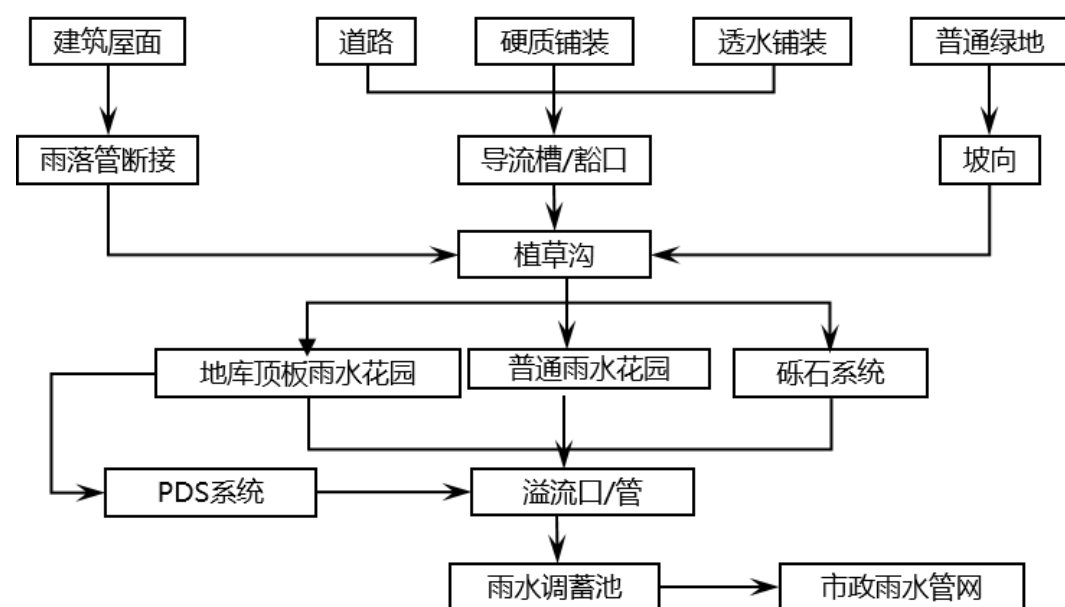 建筑屋面
道路
硬质铺装
透水铺装
普通绿地
雨落管断接
导流槽/豁口
坡向
植草沟
地库顶板雨水花园
普通雨水花园
砾石系统
PDS系统
溢流口/管
雨水调蓄池
市政雨水管网